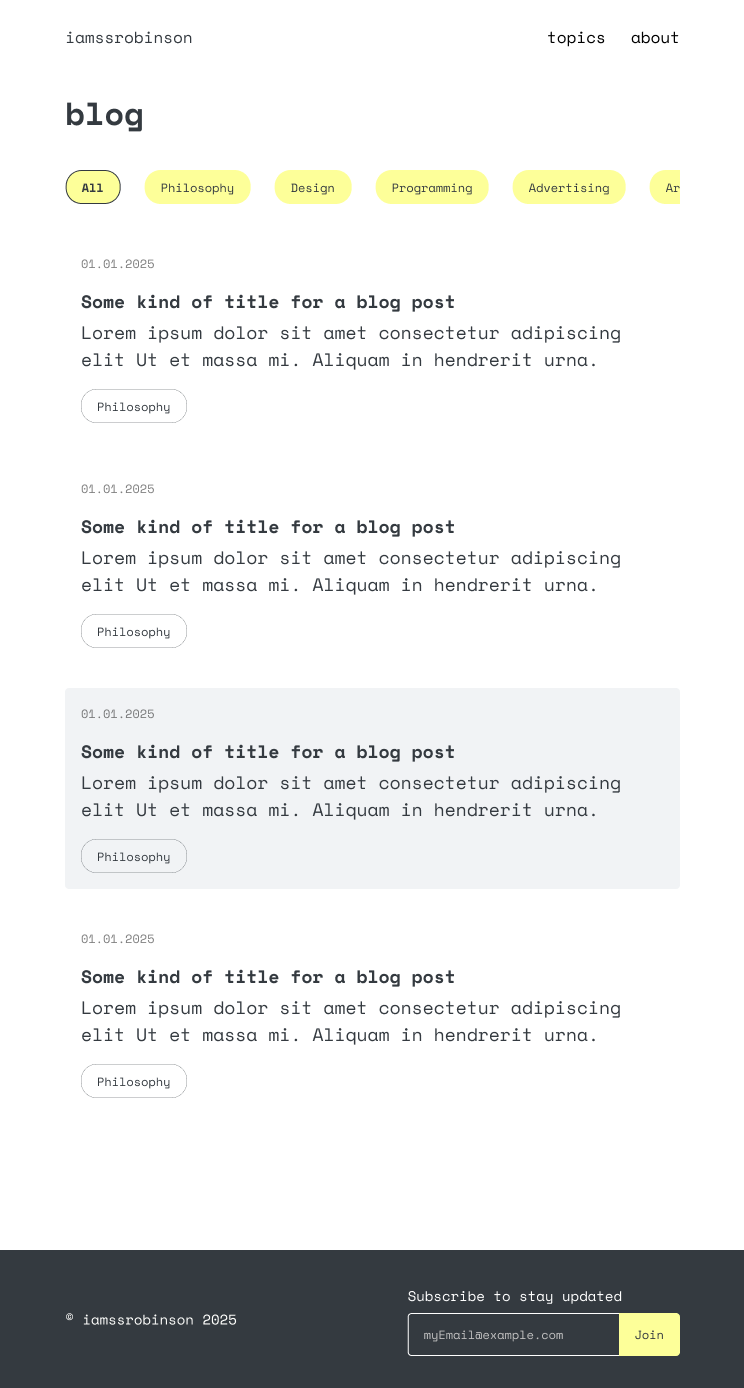 iamssrobinson topics about
blog
All Philosophy Design Programming Advertising Ar
01.01.2025
Some kind of title for a blog post
Lorem ipsum dolor sit amet consectetur adipiscing
elit Ut et massa mi. Aliquam in hendrerit urna.
Philosophy
01.01.2025
Some kind of title for a blog post
Lorem ipsum dolor sit amet consectetur adipiscing
elit Ut et massa mi. Aliquam in hendrerit urna.
Philosophy
01.01.2025
Some kind of title for a blog post
Lorem ipsum dolor sit amet consectetur adipiscing
elit Ut et massa mi. Aliquam in hendrerit urna.
Philosophy
01.01.2025
Some kind of title for a blog post
Lorem ipsum dolor sit amet consectetur adipiscing
elit Ut et massa mi. Aliquam in hendrerit urna.
Philosophy
© iamssrobinson 2025
Subscribe to stay updated
myEmail@example.com Join